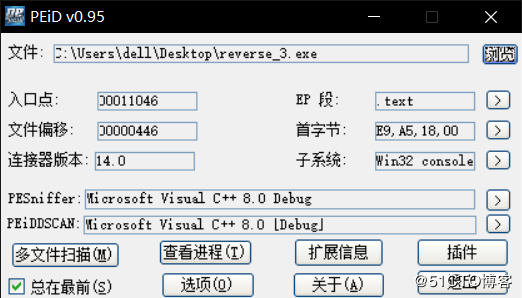 PEiD v0.95
文件: C:\Users\dell\Desktop\reverse_3.exe 浏览
入口点: 00011046 EP 段: .text >
文件偏移: 00000446 首字节: E9,A5,18,00 >
连接器版本: 14.0 子系统: Win32 console >
PESniffer: Microsoft Visual C++ 8.0 Debug >
PEiDDSCAN: Microsoft Visual C++ 8.0 [Debug] >
多文件扫描(M) 查看进程(T) 扩展信息 插件
总在最前(S) 选项(O) 关于(A) 退出
@51CTO博客